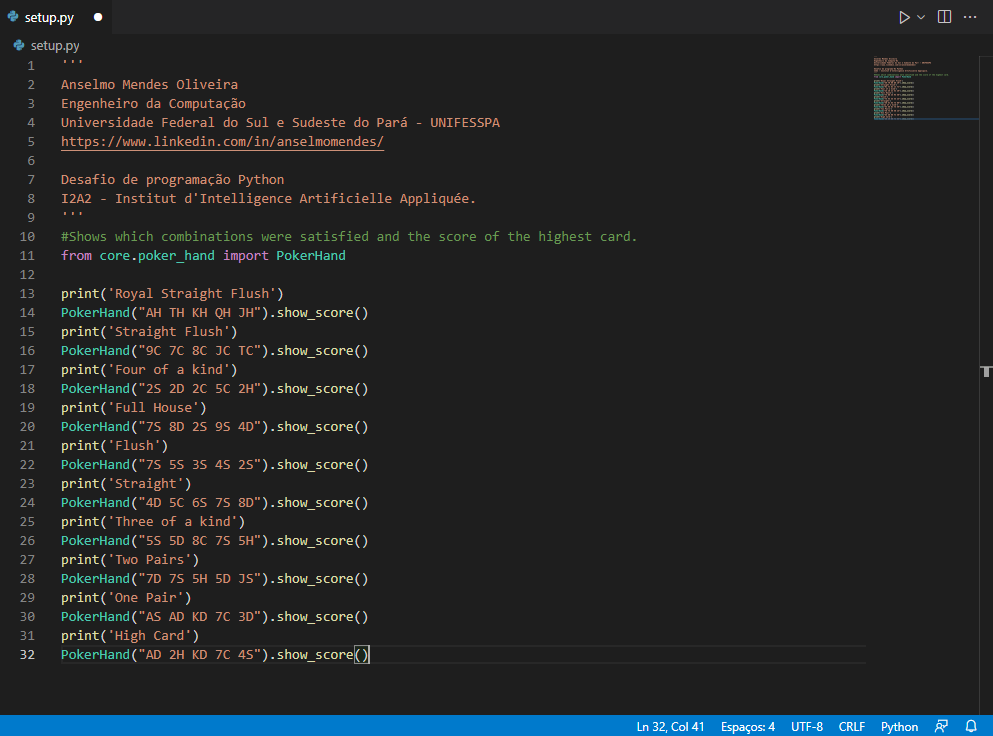 setup.py
setup.py
1 '''
2 Anselmo Mendes Oliveira
3 Engenheiro da Computação
4 Universidade Federal do Sul e Sudeste do Pará - UNIFESSPA
5 https://www.linkedin.com/in/anselmomendes/
6
7 Desafio de programação Python
8 I2A2 - Institut d'Intelligence Artificielle Appliquée.
9 '''
10 #Shows which combinations were satisfied and the score of the highest card.
11 from core.poker_hand import PokerHand
12
13 print('Royal Straight Flush')
14 PokerHand("AH TH KH QH JH").show_score()
15 print('Straight Flush')
16 PokerHand("9C 7C 8C JC TC").show_score()
17 print('Four of a kind')
18 PokerHand("2S 2D 2C 5C 2H").show_score()
19 print('Full House')
20 PokerHand("7S 8D 2S 9S 4D").show_score()
21 print('Flush')
22 PokerHand("7S 5S 3S 4S 2S").show_score()
23 print('Straight')
24 PokerHand("4D 5C 6S 7S 8D").show_score()
25 print('Three of a kind')
26 PokerHand("5S 5D 8C 7S 5H").show_score()
27 print('Two Pairs')
28 PokerHand("7D 7S 5H 5D JS").show_score()
29 print('One Pair')
30 PokerHand("AS AD KD 7C 3D").show_score()
31 print('High Card')
32 PokerHand("AD 2H KD 7C 4S").show_score()
Ln 32, Col 41 Espaços: 4 UTF-8 CRLF Python